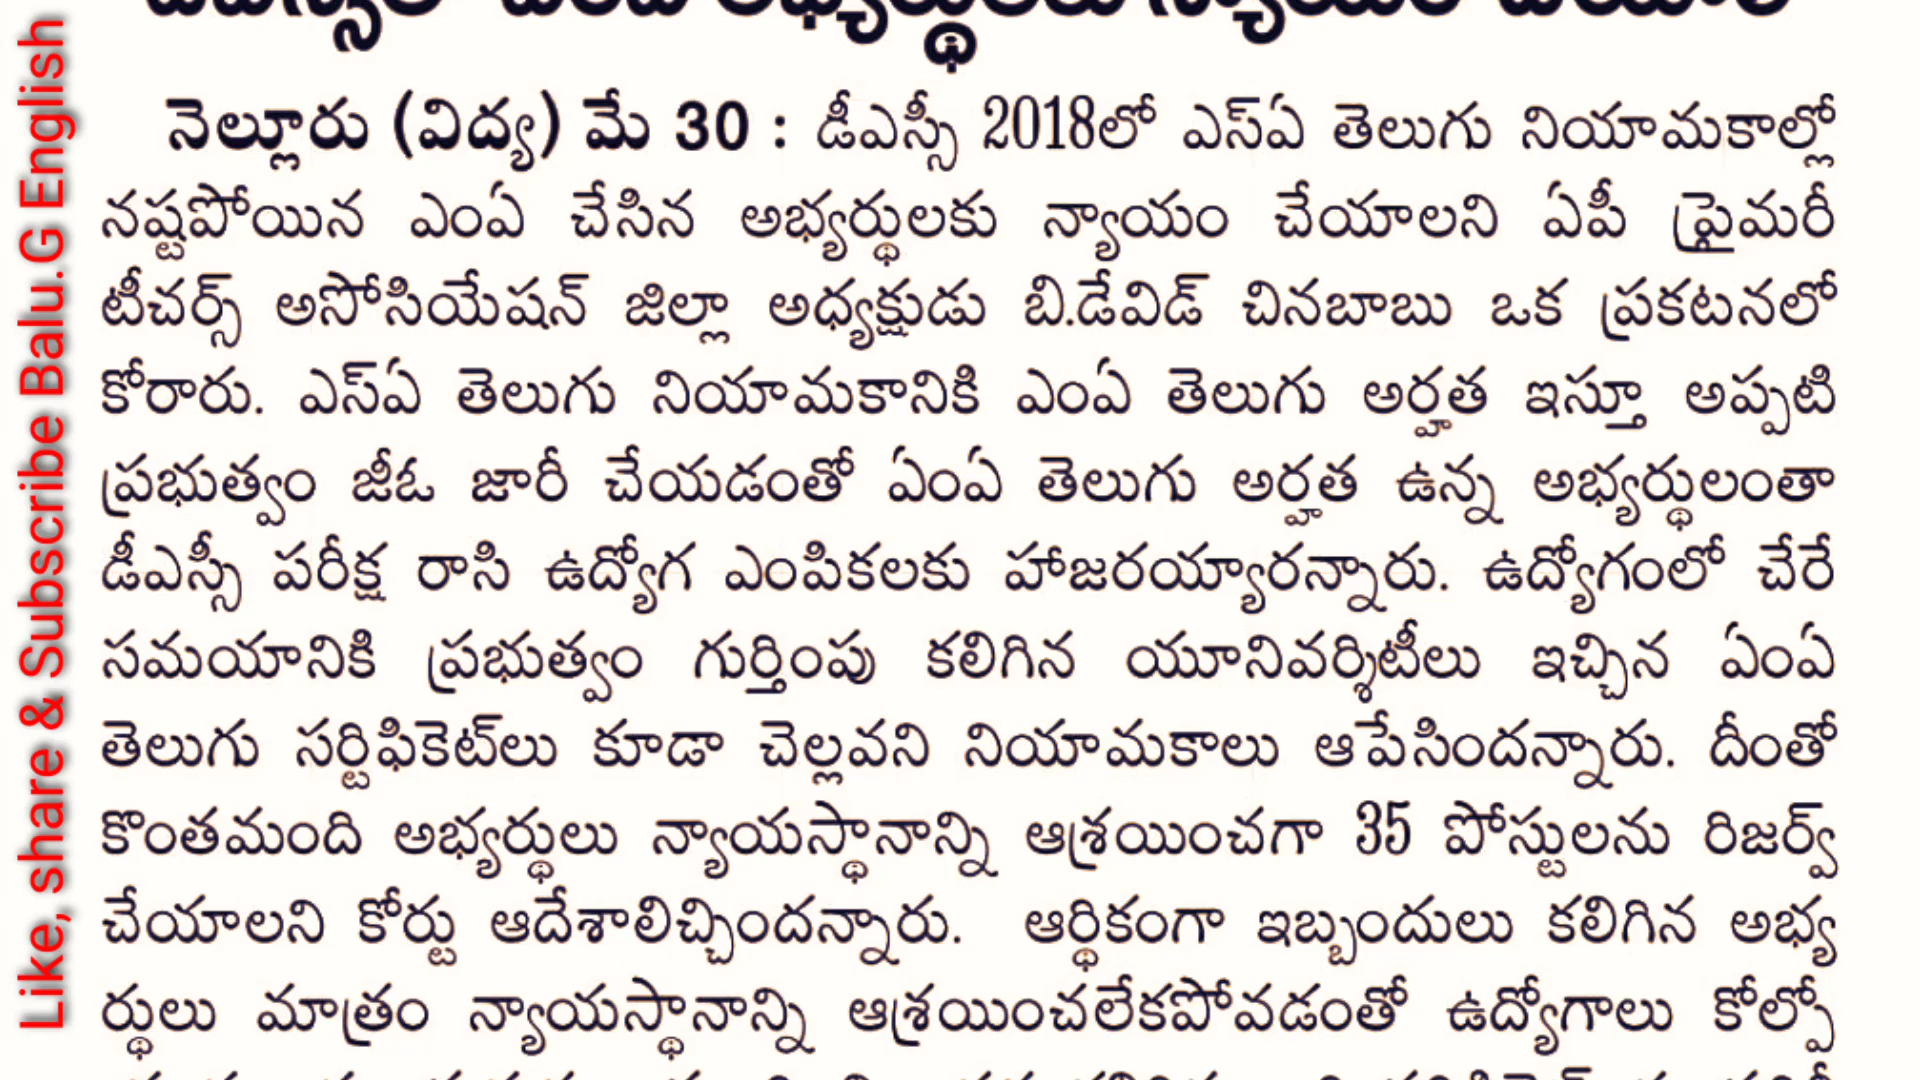 అభ్యర్థులకు న్యాయం చేయాలి
నెల్లూరు (విద్య) మే 30 : డీఎస్సీ 2018లో ఎస్ఏ తెలుగు నియామకాల్లో
నష్టపోయిన ఎంఏ చేసిన అభ్యర్థులకు న్యాయం చేయాలని ఏపీ ప్రైమరీ
టీచర్స్ అసోసియేషన్ జిల్లా అధ్యక్షుడు బి.డేవిడ్ చినబాబు ఒక ప్రకటనలో
కోరారు. ఎస్ఏ తెలుగు నియామకానికి ఎంఏ తెలుగు అర్హత ఇస్తూ అప్పటి
ప్రభుత్వం జీఓ జారీ చేయడంతో ఏంఏ తెలుగు అర్హత ఉన్న అభ్యర్థులంతా
డీఎస్సీ పరీక్ష రాసి ఉద్యోగ ఎంపికలకు హాజరయ్యారన్నారు. ఉద్యోగంలో చేరే
సమయానికి ప్రభుత్వం గుర్తింపు కలిగిన యూనివర్శిటీలు ఇచ్చిన ఏంఏ
తెలుగు సర్టిఫికెట్‌లు కూడా చెల్లవని నియామకాలు ఆపేసిందన్నారు. దీంతో
కొంతమంది అభ్యర్థులు న్యాయస్థానాన్ని ఆశ్రయించగా 35 పోస్టులను రిజర్వ్
చేయాలని కోర్టు ఆదేశాలిచ్చిందన్నారు. ఆర్థికంగా ఇబ్బందులు కలిగిన అభ్య
ర్థులు మాత్రం న్యాయస్థానాన్ని ఆశ్రయించలేకపోవడంతో ఉద్యోగాలు కోల్పో
Like, share & Subscribe Balu.G English